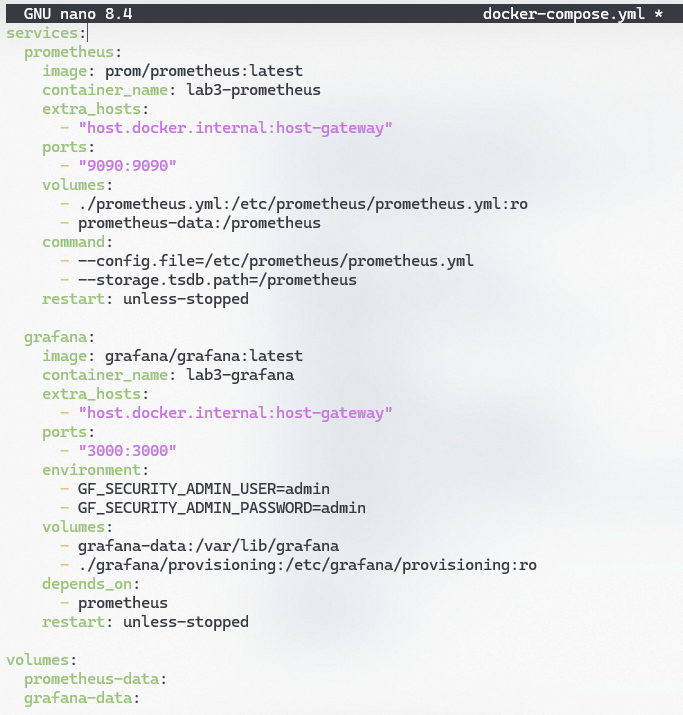 GNU nano 8.4 docker-compose.yml *
services:
  prometheus:
    image: prom/prometheus:latest
    container_name: lab3-prometheus
    extra_hosts:
      - "host.docker.internal:host-gateway"
    ports:
      - "9090:9090"
    volumes:
      - ./prometheus.yml:/etc/prometheus/prometheus.yml:ro
      - prometheus-data:/prometheus
    command:
      - --config.file=/etc/prometheus/prometheus.yml
      - --storage.tsdb.path=/prometheus
    restart: unless-stopped

  grafana:
    image: grafana/grafana:latest
    container_name: lab3-grafana
    extra_hosts:
      - "host.docker.internal:host-gateway"
    ports:
      - "3000:3000"
    environment:
      - GF_SECURITY_ADMIN_USER=admin
      - GF_SECURITY_ADMIN_PASSWORD=admin
    volumes:
      - grafana-data:/var/lib/grafana
      - ./grafana/provisioning:/etc/grafana/provisioning:ro
    depends_on:
      - prometheus
    restart: unless-stopped

volumes:
  prometheus-data:
  grafana-data: